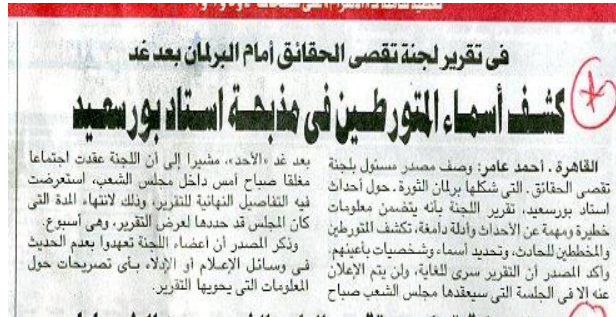 فى تقرير لجنة تقصى الحقائق أمام البرلمان بعد غد
كشف أسماء المتورطين فى مذبحة استاد بورسعيد
القاهرة ـ أحمد عامر: وصف مصدر مسئول بلجنة
تقصى الحقائق ـ التى شكلها برلمان الثورة ـ حول أحداث
استاد بورسعيد، تقرير اللجنة بأنه يتضمن معلومات
خطيرة ومهمة عن الأحداث وأدلة دامغة، تكشف المتورطين
والمخططين للحادث، وتحديد أسماء وشخصيات بأعينهم.
وأكد المصدر أن التقرير سرى للغاية، ولن يتم الإعلان
عنه الا فى الجلسة التى سيعقدها مجلس الشعب صباح
بعد غد «الأحد»، مشيرا إلى أن اللجنة عقدت اجتماعا
مغلقا صباح أمس داخل مجلس الشعب، استعرضت
فيه التفاصيل النهائية للتقرير، وذلك لانتهاء المدة التى
كان المجلس قد حددها لعرض التقرير، وهى أسبوع.
وذكر المصدر أن أعضاء اللجنة تعهدوا بعدم الحديث
فى وسائل الإعلام أو الإدلاء بأى تصريحات حول
المعلومات التى يحويها التقرير.